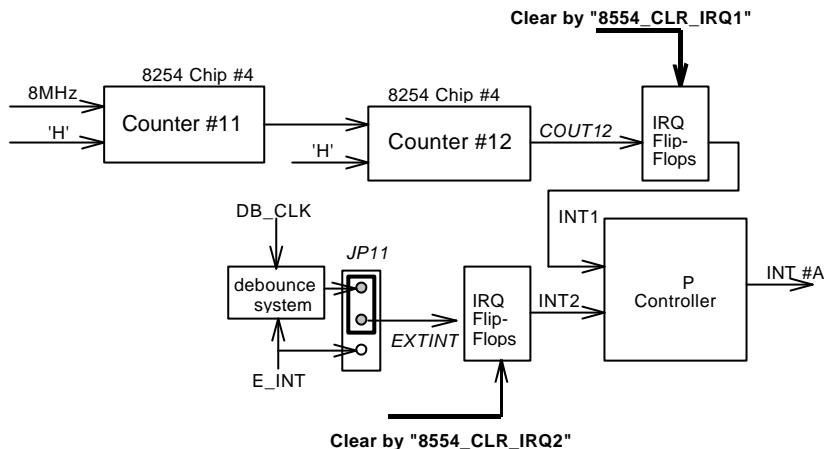 Clear by "8554_CLR_IRQ1"
8254 Chip #4
8MHz
'H'
Counter #11
8254 Chip #4
'H'
Counter #12
COUT12
IRQ
Flip-
Flops
INT1
DB_CLK
JP11
debounce
system
E_INT
EXTINT
IRQ
Flip-
Flops
INT2
P
Controller
INT #A
Clear by "8554_CLR_IRQ2"